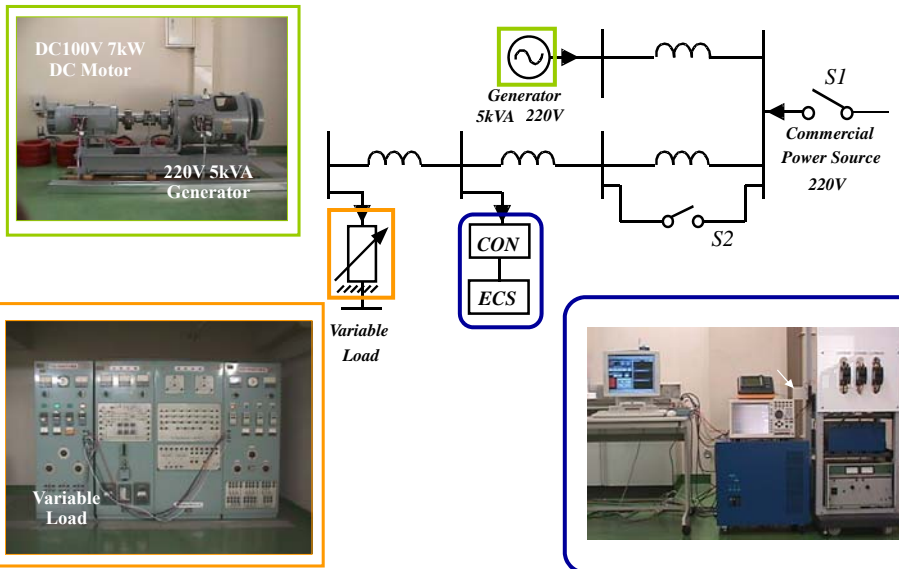 DC100V 7kW
DC Motor
220V 5kVA
Generator
Generator
5kVA 220V
S1
Commercial
Power Source
220V
S2
CON
ECS
Variable
Load
Variable
Load